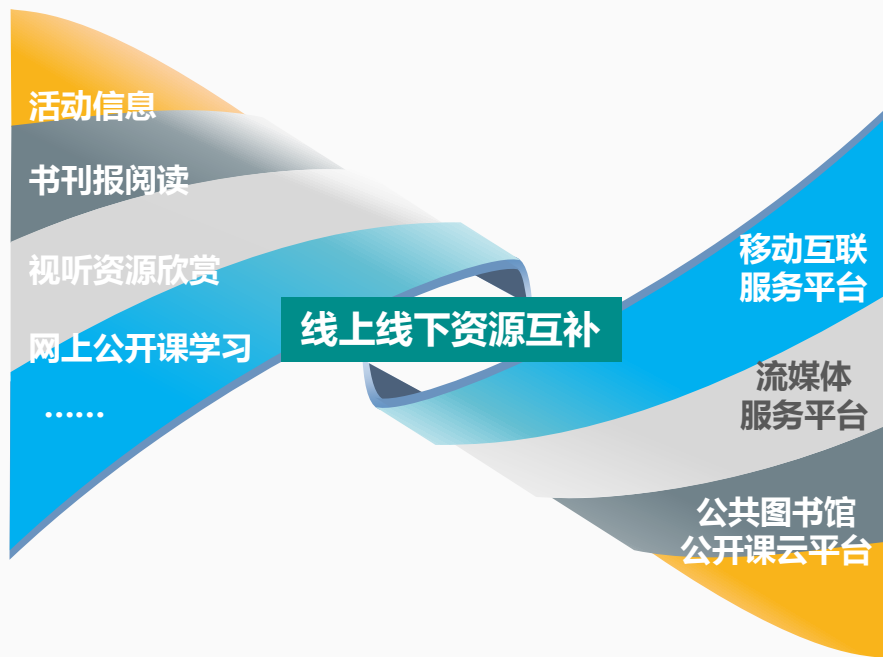 活动信息
书刊报阅读
视听资源欣赏
网上公开课学习
……
线上线下资源互补
移动互联
服务平台
流媒体
服务平台
公共图书馆
公开课云平台